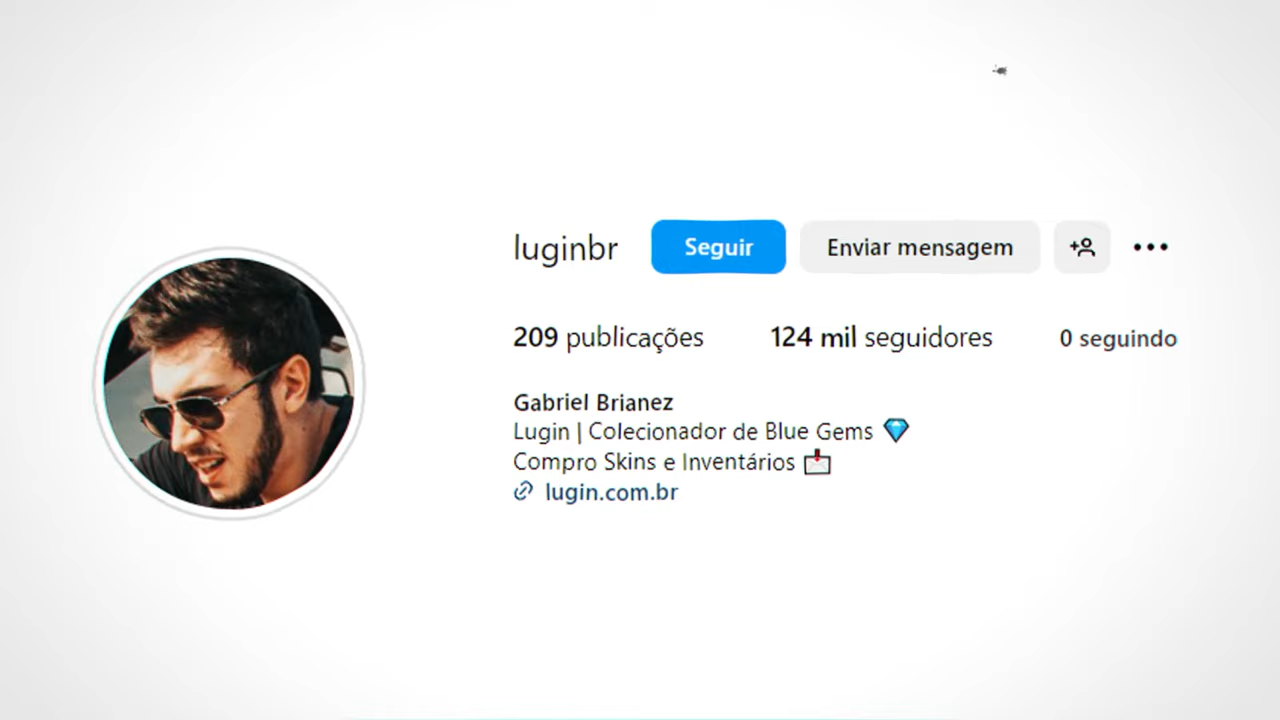 luginbr Seguir Enviar mensagem
209 publicações 124 mil seguidores 0 seguindo
Gabriel Brianez
Lugin | Colecionador de Blue Gems 💎
Compro Skins e Inventários 📩
lugin.com.br